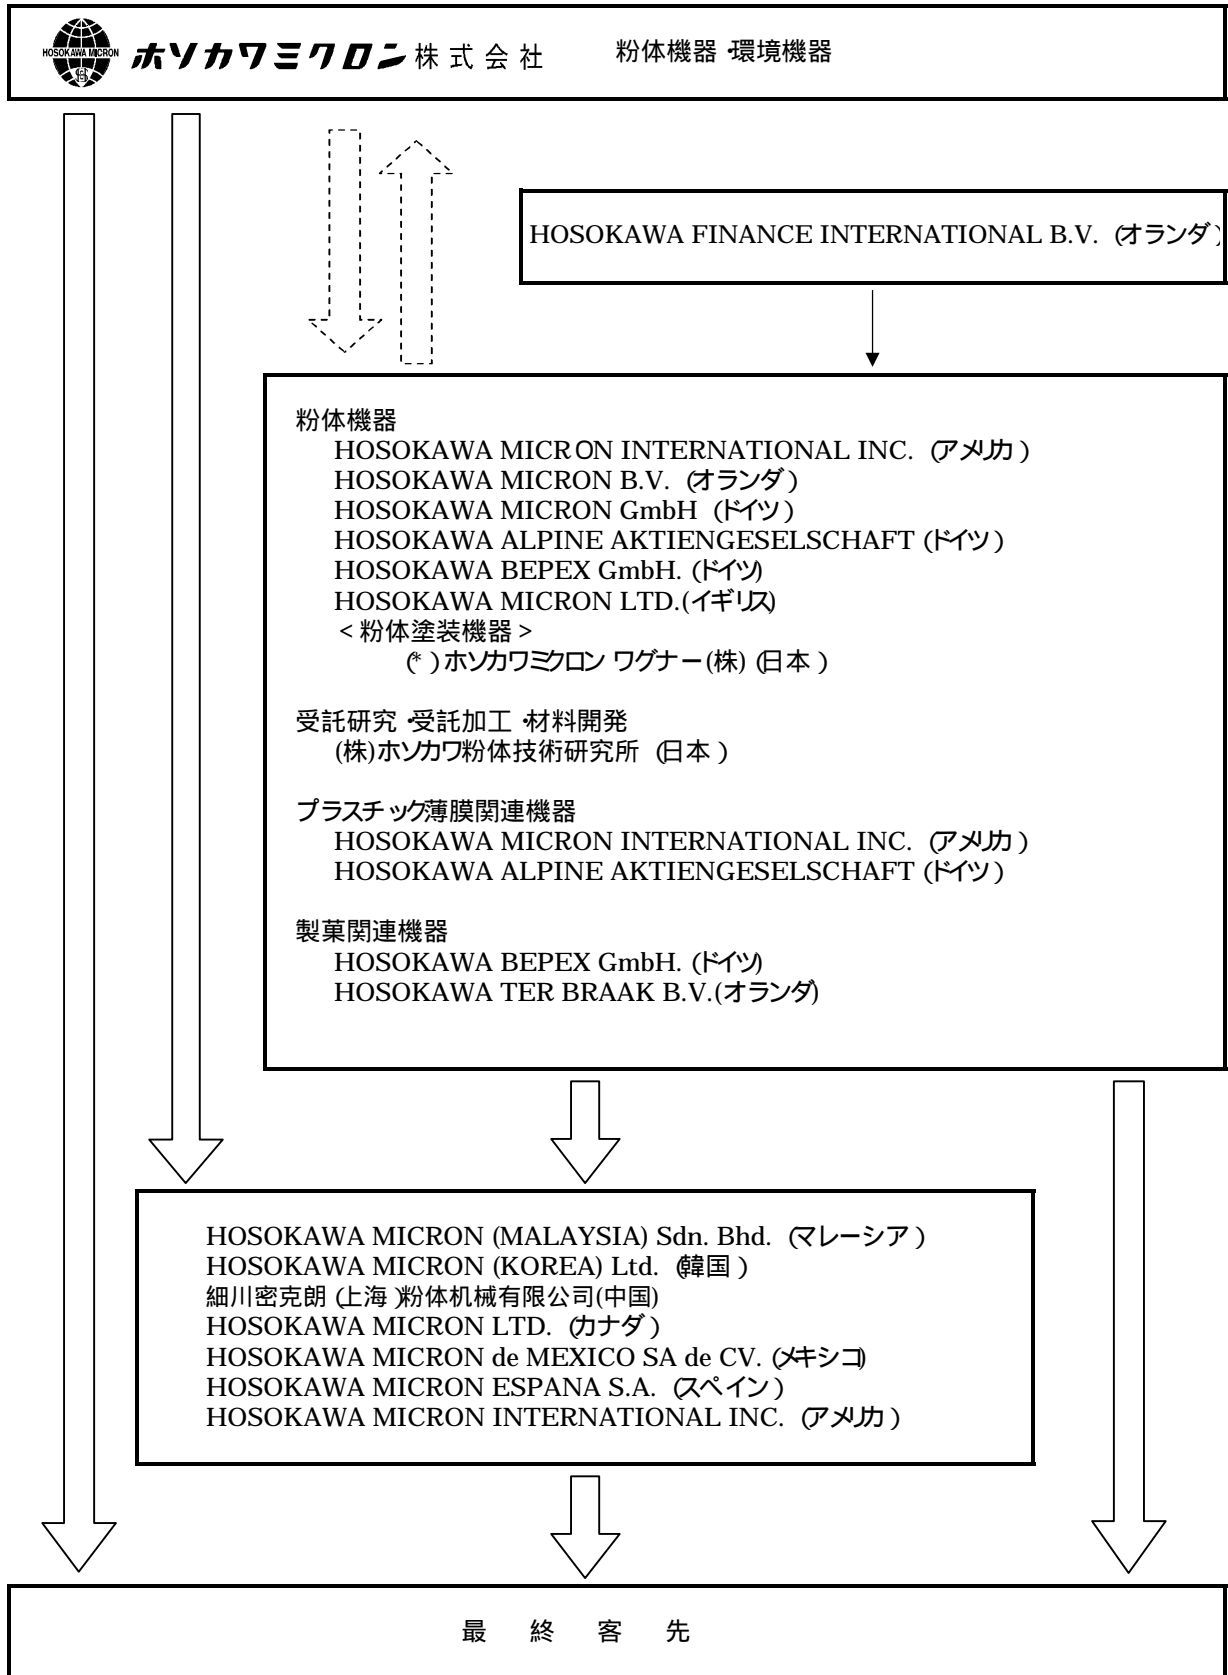 HOSOKAWA MICRON
ホソカワミクロン株式会社 粉体機器・環境機器
HOSOKAWA FINANCE INTERNATIONAL B.V. (オランダ)
粉体機器
HOSOKAWA MICRON INTERNATIONAL INC. (アメリカ)
HOSOKAWA MICRON B.V. (オランダ)
HOSOKAWA MICRON GmbH (ドイツ)
HOSOKAWA ALPINE AKTIENGESELSCHAFT (ドイツ)
HOSOKAWA BEPEX GmbH. (ドイツ)
HOSOKAWA MICRON LTD.(イギリス)
<粉体塗装機器>
(*)ホソカワミクロン ワグナー(株) (日本)
受託研究・受託加工・材料開発
(株)ホソカワ粉体技術研究所 (日本)
プラスチック薄膜関連機器
HOSOKAWA MICRON INTERNATIONAL INC. (アメリカ)
HOSOKAWA ALPINE AKTIENGESELSCHAFT (ドイツ)
製菓関連機器
HOSOKAWA BEPEX GmbH. (ドイツ)
HOSOKAWA TER BRAAK B.V.(オランダ)
HOSOKAWA MICRON (MALAYSIA) Sdn. Bhd. (マレーシア)
HOSOKAWA MICRON (KOREA) Ltd. (韓国)
細川密克朗(上海)粉体机械有限公司(中国)
HOSOKAWA MICRON LTD. (カナダ)
HOSOKAWA MICRON de MEXICO SA de CV. (メキシコ)
HOSOKAWA MICRON ESPANA S.A. (スペイン)
HOSOKAWA MICRON INTERNATIONAL INC. (アメリカ)
最終客先